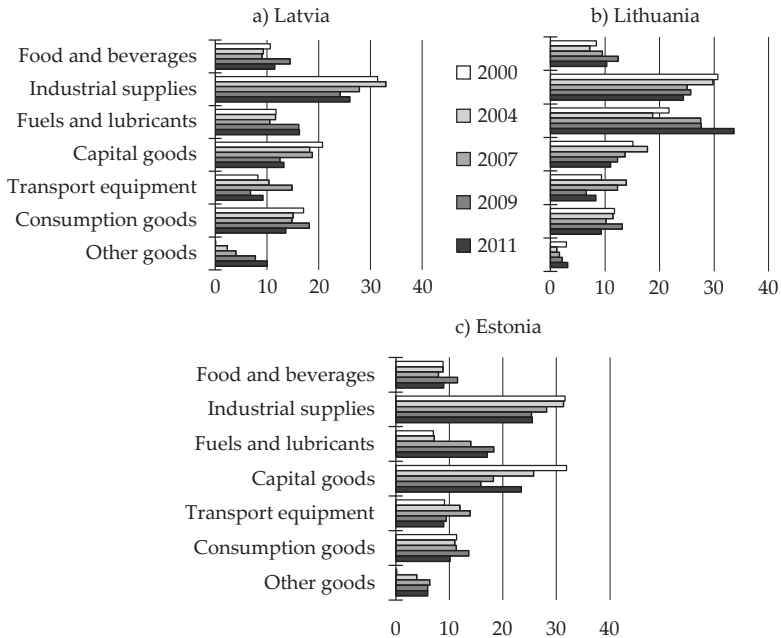 a) Latvia
b) Lithuania
Food and beverages
Industrial supplies
Fuels and lubricants
Capital goods
Transport equipment
Consumption goods
Other goods
0 10 20 30 40
2000
2004
2007
2009
2011
0 10 20 30 40
c) Estonia
Food and beverages
Industrial supplies
Fuels and lubricants
Capital goods
Transport equipment
Consumption goods
Other goods
0 10 20 30 40